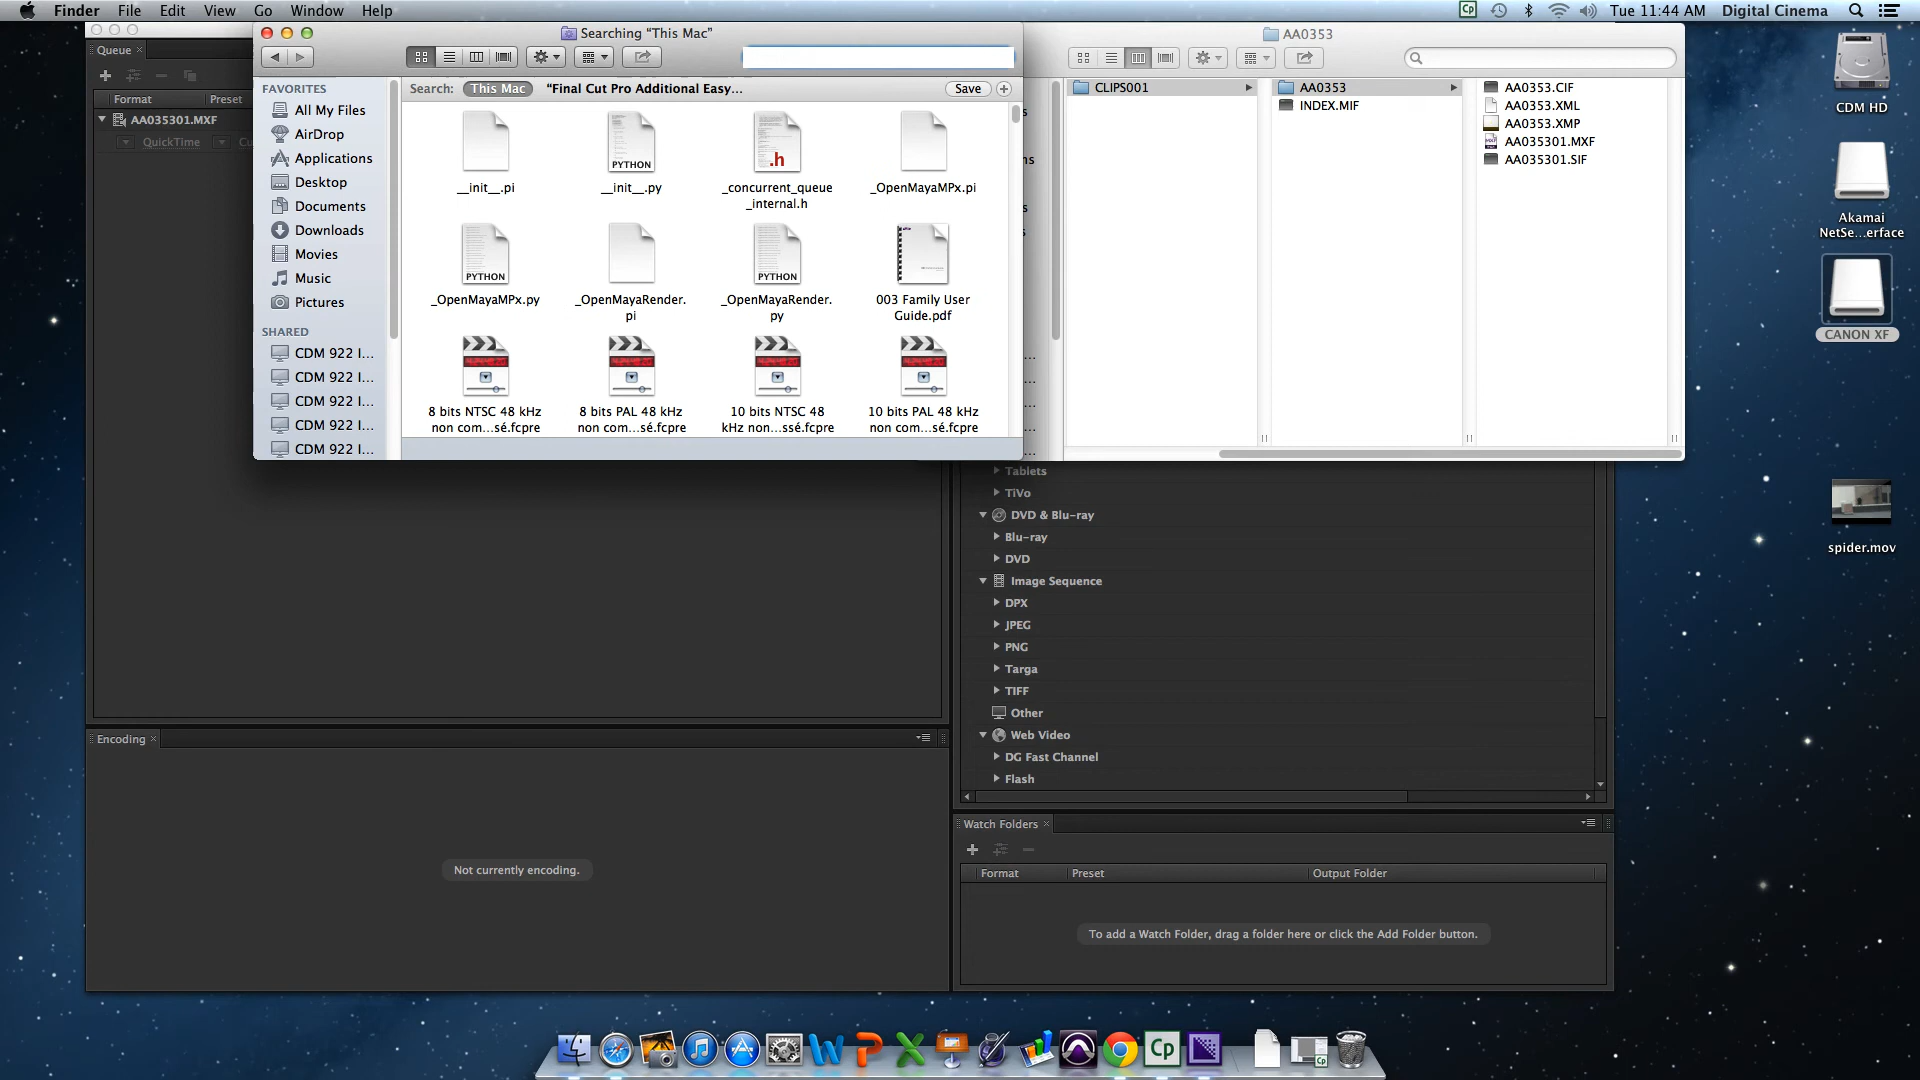 Finder File Edit View Go Window Help
Tue 11:44 AM Digital Cinema
Queue
Format Preset
AA035301.MXF
QuickTime Cu
Searching "This Mac"
Search: This Mac "Final Cut Pro Additional Easy... Save
FAVORITES
All My Files
AirDrop
Applications
Desktop
Documents
Downloads
Movies
Music
Pictures
SHARED
CDM 922 I...
CDM 922 I...
CDM 922 I...
CDM 922 I...
CDM 922 I...
PYTHON
.h
__init__.pi
__init__.py
_concurrent_queue
_internal.h
_OpenMayaMPx.pi
PYTHON
PYTHON
_OpenMayaMPx.py
_OpenMayaRender.
pi
_OpenMayaRender.
py
003 Family User
Guide.pdf
8 bits NTSC 48 kHz
non com...sé.fcpre
8 bits PAL 48 kHz
non com...sé.fcpre
10 bits NTSC 48
kHz non...ssé.fcpre
10 bits PAL 48 kHz
non com...sé.fcpre
AA0353
CLIPS001
AA0353
INDEX.MIF
AA0353.CIF
AA0353.XML
AA0353.XMP
AA035301.MXF
AA035301.SIF
CDM HD
Akamai
NetSe...erface
CANON XF
spider.mov
Tablets
TiVo
DVD & Blu-ray
Blu-ray
DVD
Image Sequence
DPX
JPEG
PNG
Targa
TIFF
Other
Web Video
DG Fast Channel
Flash
Encoding
Not currently encoding.
Watch Folders
Format Preset Output Folder
To add a Watch Folder, drag a folder here or click the Add Folder button.